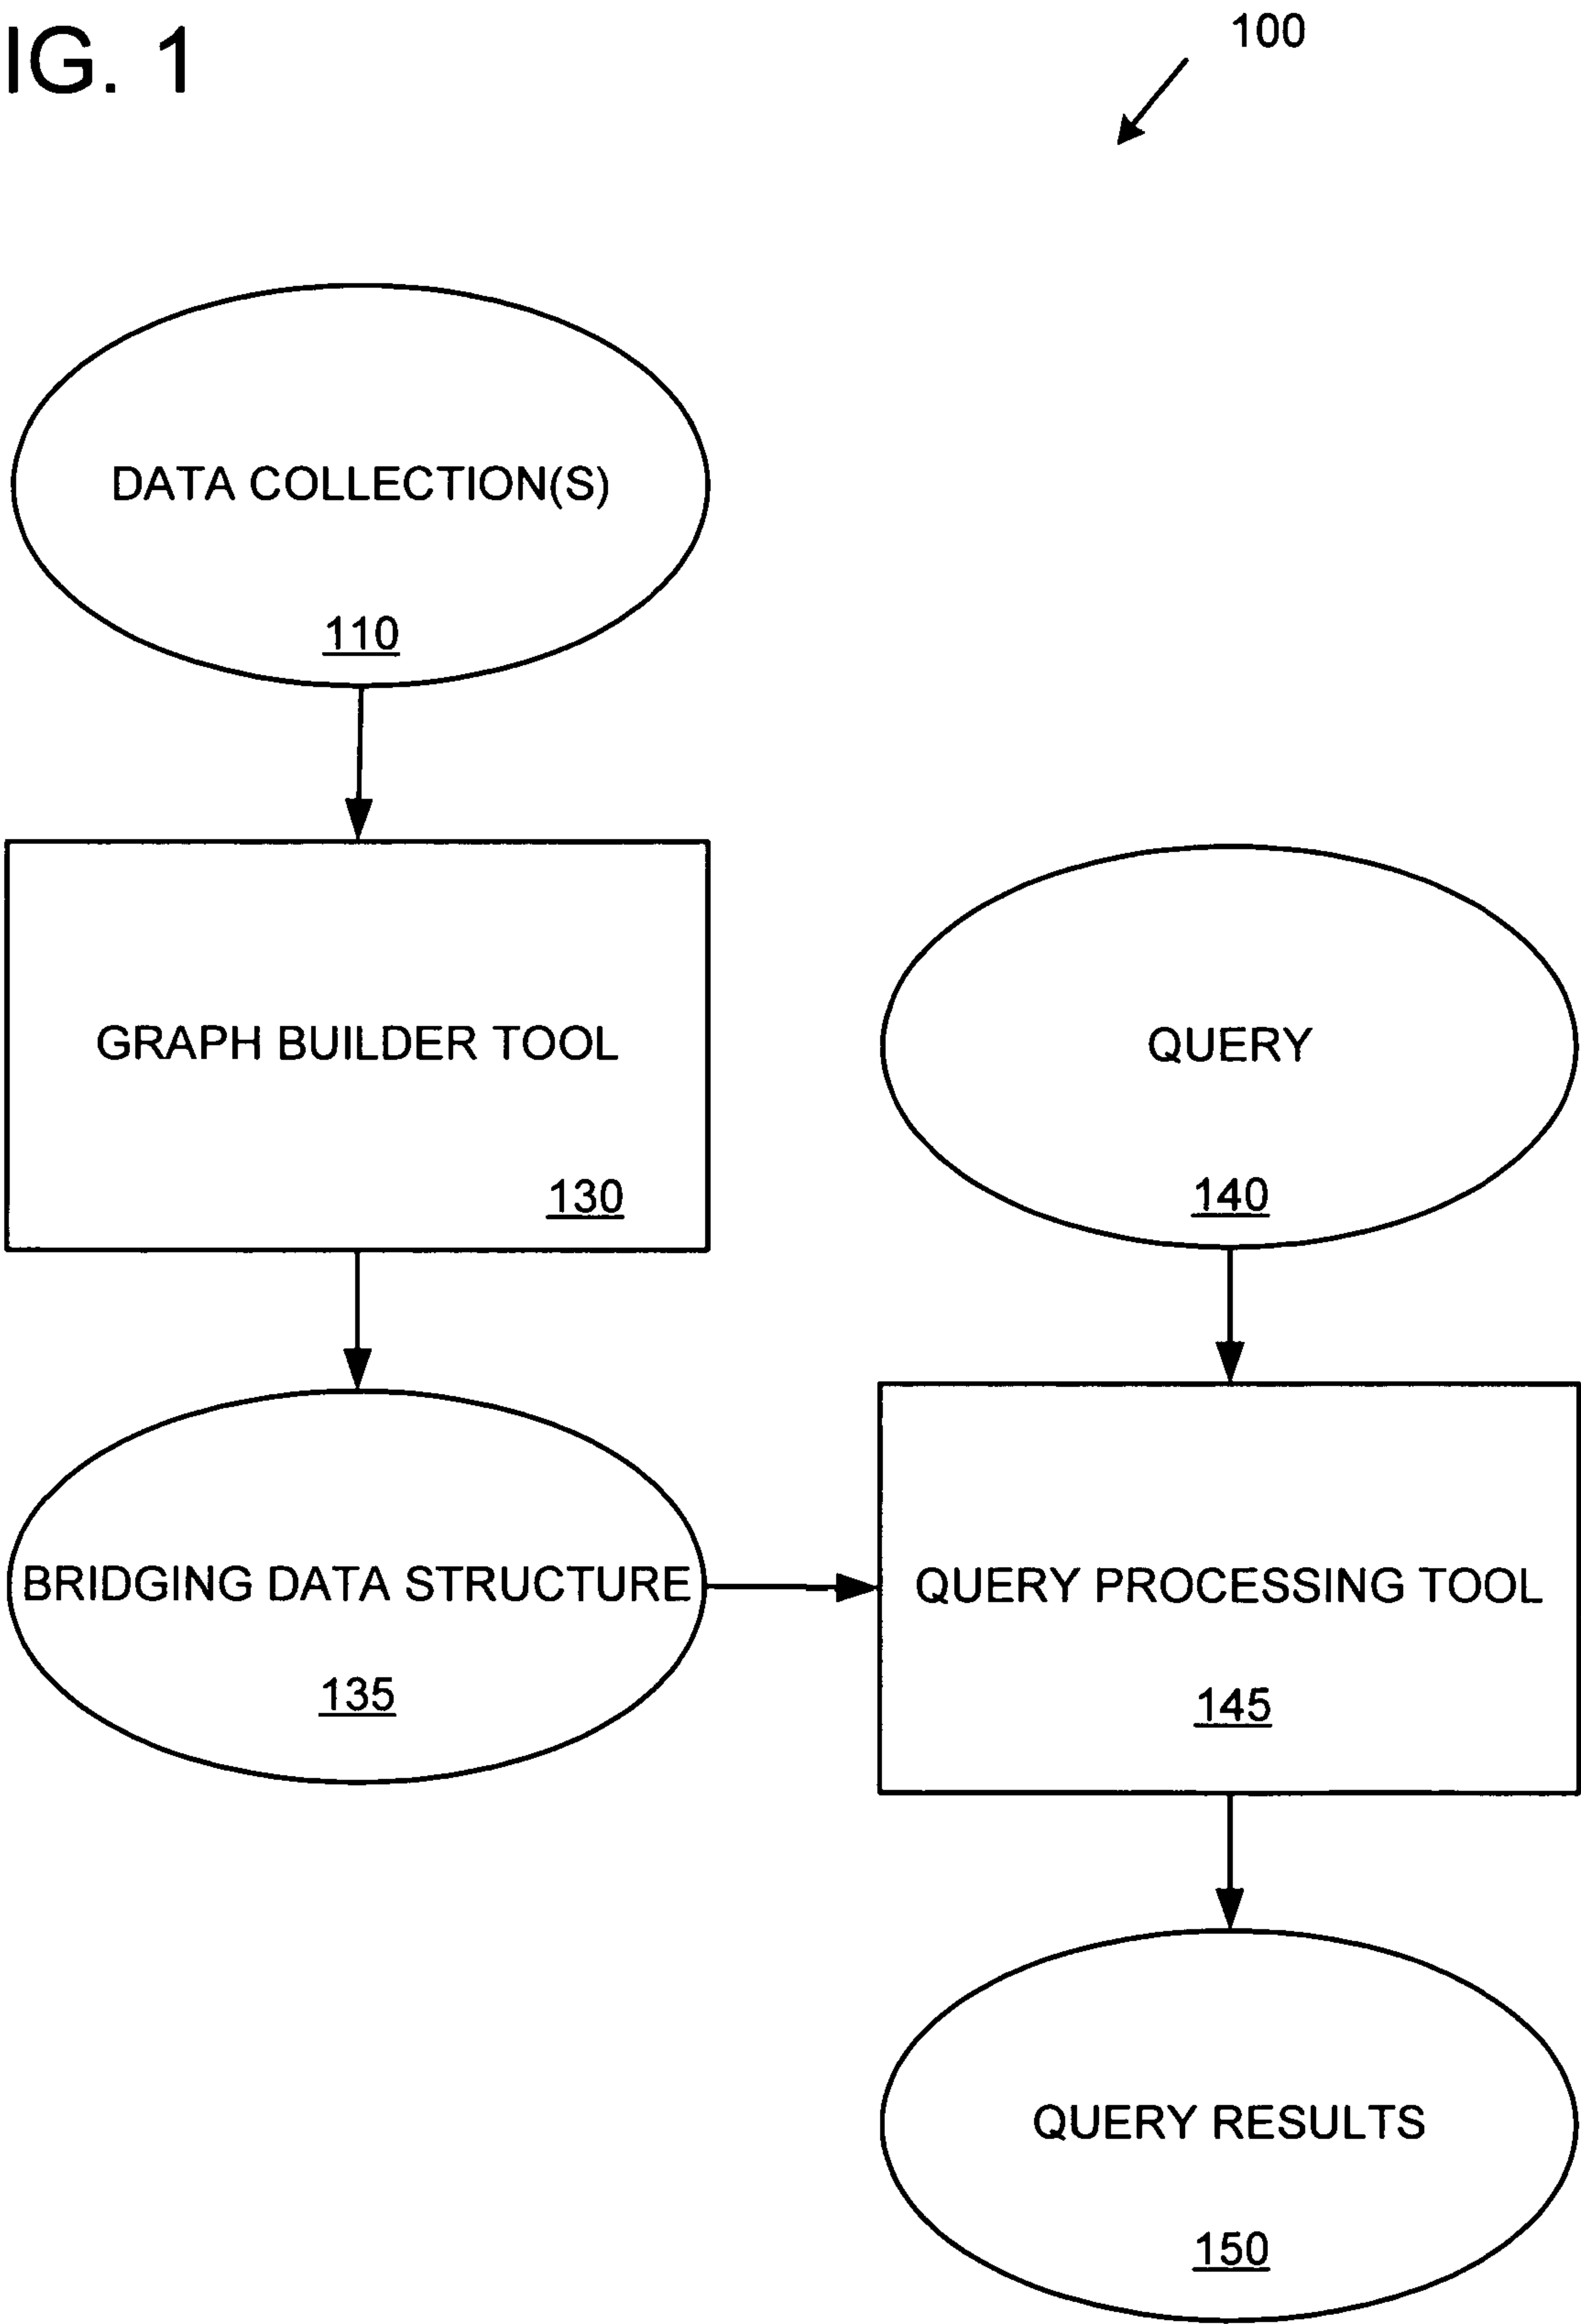 IG. 1
100
DATA COLLECTION(S)
110
GRAPH BUILDER TOOL
130
QUERY
140
BRIDGING DATA STRUCTURE
135
QUERY PROCESSING TOOL
145
QUERY RESULTS
150